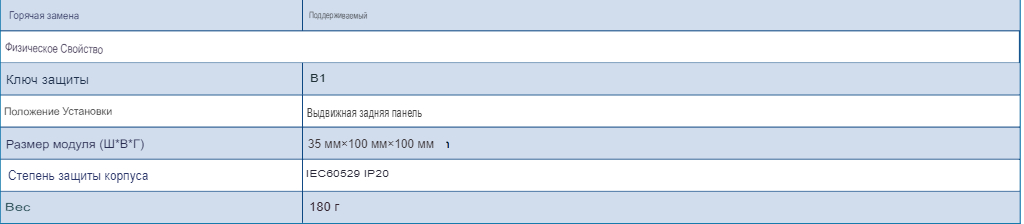 Горячая замена Поддерживаемый
Физическое Свойство
Ключ защиты B1
Положение Установки Выдвижная задняя панель
Размер модуля (Ш*В*Г) 35 мм×100 мм×100 мм
Степень защиты корпуса IEC60529 IP20
Вес 180 г